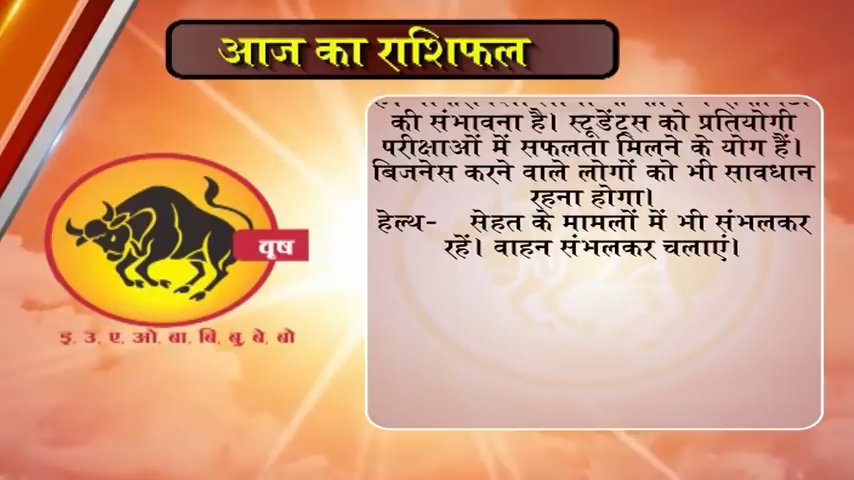 आज का राशिफल
की संभावना है। स्टूडेंट्स को प्रतियोगी
परीक्षाओं में सफलता मिलने के योग हैं।
बिजनेस करने वाले लोगों को भी सावधान
रहना होगा।
हेल्थ- सेहत के मामलों में भी संभलकर
रहें। वाहन संभलकर चलाएं।
वृष
इ, उ, ए, ओ, बा, बि, बु, बे, बो